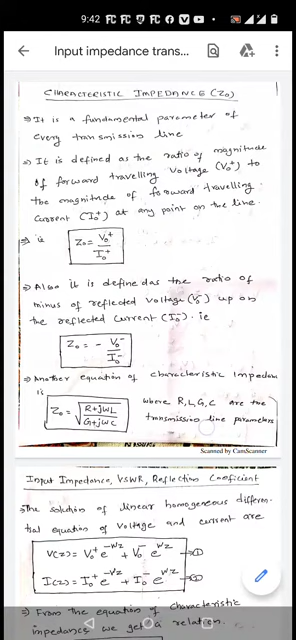 9:42
Input impedance trans...
CHARACTERISTIC IMPEDANCE (Z₀)
⇒ It is a fundamental parameter of
every transmission line
⇒ It is defined as the ratio of magnitude
of forward travelling voltage (V₀⁺) to
the magnitude of forward travelling
current (I₀⁺) at any point on the line.
⇒ ie
Z₀ = V₀⁺ / I₀⁺
⇒ Also it is define das the ratio of
minus of reflected voltage (V₀⁻) up on
the reflected current (I₀⁻). ie
Z₀ = - V₀⁻ / I₀⁻
⇒ Another equation of characteristic Impedan
is
Z₀ = √(R+jωL / G+jωC) where R, L, G, C are the
transmission line parameters
Scanned by CamScanner
Input Impedance, VSWR, Reflection Coefficient
⇒ The solution of linear homogeneous differen-
tial equation of voltage and current are
V(z) = V₀⁺ e^-γz + V₀⁻ e^γz → ①
I(z) = I₀⁺ e^-γz + I₀⁻ e^γz → ②
⇒ From the equation of characteristic
impedance we get a relation.